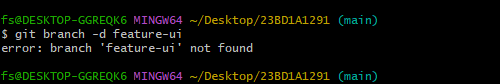 fs@DESKTOP-GGREQK6 MINGW64 ~/Desktop/23BD1A1291 (main)
$ git branch -d feature-ui
error: branch 'feature-ui' not found
fs@DESKTOP-GGREQK6 MINGW64 ~/Desktop/23BD1A1291 (main)